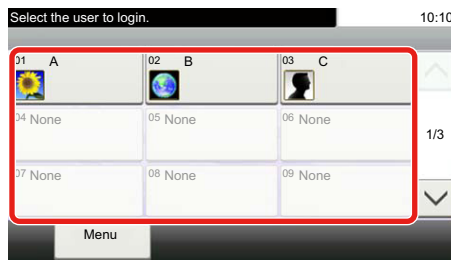 Select the user to login. 10:10
01 A 02 B 03 C
04 None 05 None 06 None
1/3
07 None 08 None 09 None
Menu